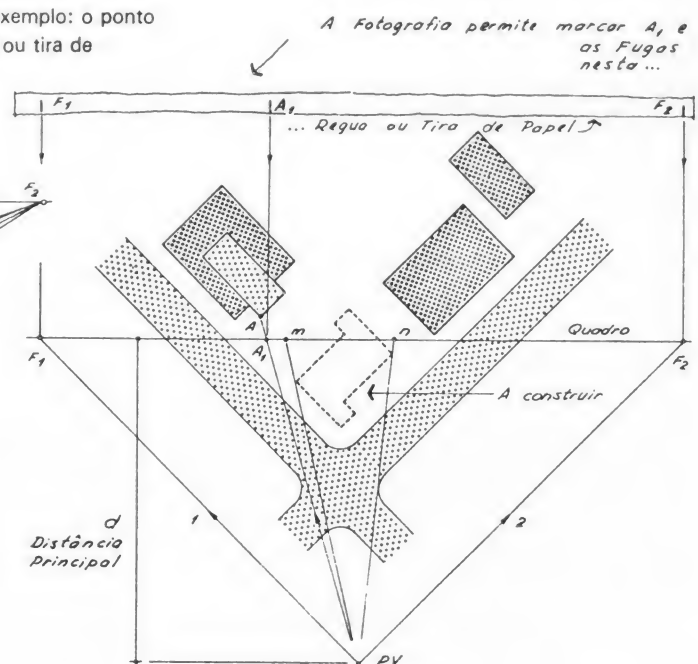 xemplo: o ponto
ou tira de
A Fotografia permite marcar A₁ e
as Fugas
nesta ...
F₁
A₁
F₂
... Regua ou Tira de Papel
F₂
A
m
n
Quadro
F₁
A₁
F₂
A construir
1
2
d
Distância
Principal
PV